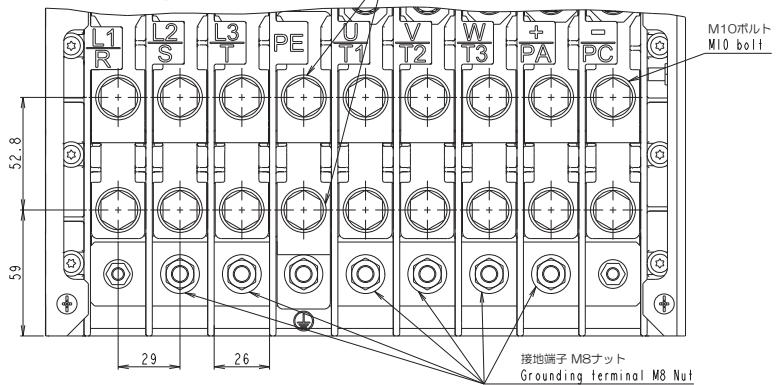 L1
R
L2
S
L3
T
PE
U
T1
V
T2
W
T3
+
PA
−
PC
M10ボルト
M10 bolt
52.8
59
29
26
接地端子 M8ナット
Grounding terminal M8 Nut